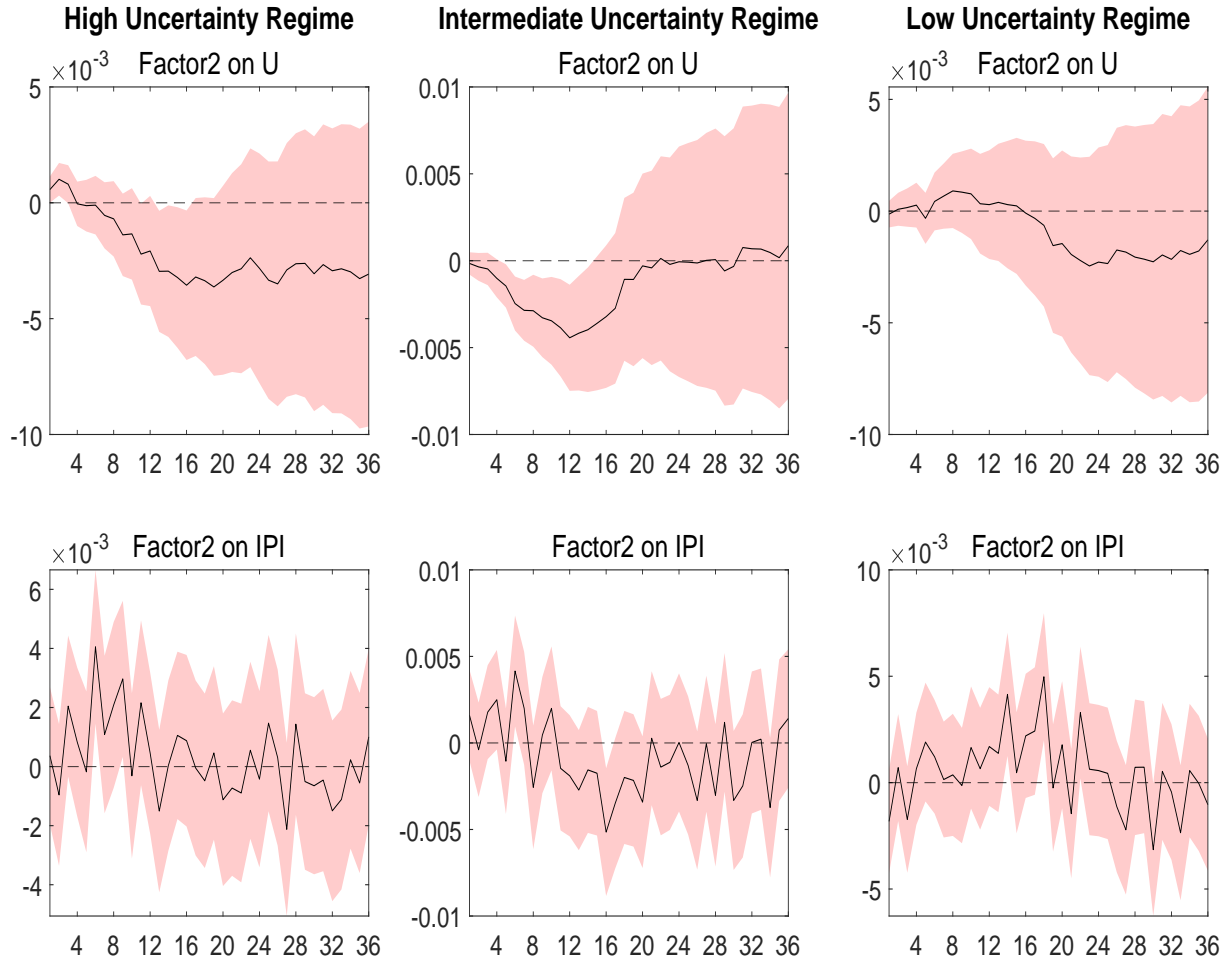 High Uncertainty Regime
Intermediate Uncertainty Regime
Low Uncertainty Regime
×10⁻³
Factor2 on U
5
0
-5
-10
4 8 12 16 20 24 28 32 36
Factor2 on U
0.01
0.005
0
-0.005
-0.01
4 8 12 16 20 24 28 32 36
×10⁻³
Factor2 on U
5
0
-5
-10
4 8 12 16 20 24 28 32 36
×10⁻³
Factor2 on IPI
6
4
2
0
-2
-4
4 8 12 16 20 24 28 32 36
Factor2 on IPI
0.01
0.005
0
-0.005
-0.01
4 8 12 16 20 24 28 32 36
×10⁻³
Factor2 on IPI
10
5
0
-5
4 8 12 16 20 24 28 32 36